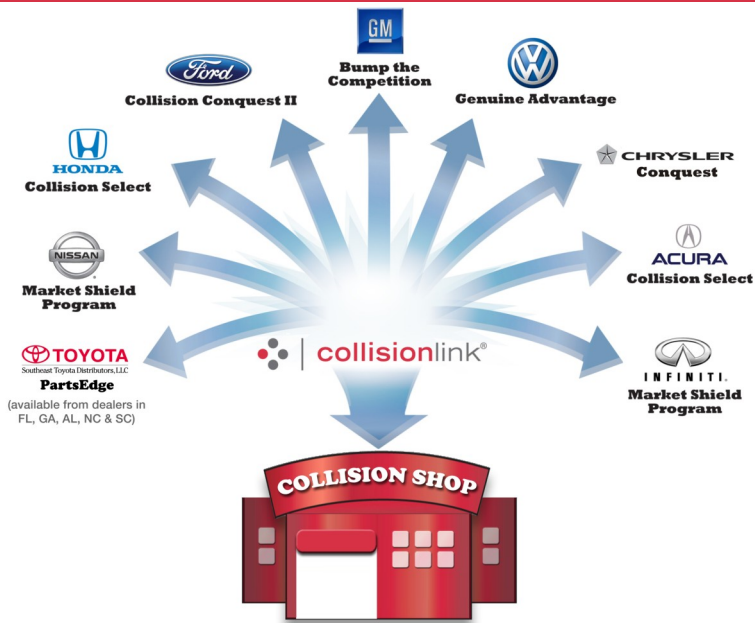 GM
Bump the
Competition
Ford
Collision Conquest II
Genuine Advantage
HONDA
Collision Select
CHRYSLER
Conquest
NISSAN
Market Shield
Program
ACURA
Collision Select
TOYOTA
Southeast Toyota Distributors, LLC
PartsEdge
(available from dealers in
FL, GA, AL, NC & SC)
collisionlink®
INFINITI.
Market Shield
Program
COLLISION SHOP